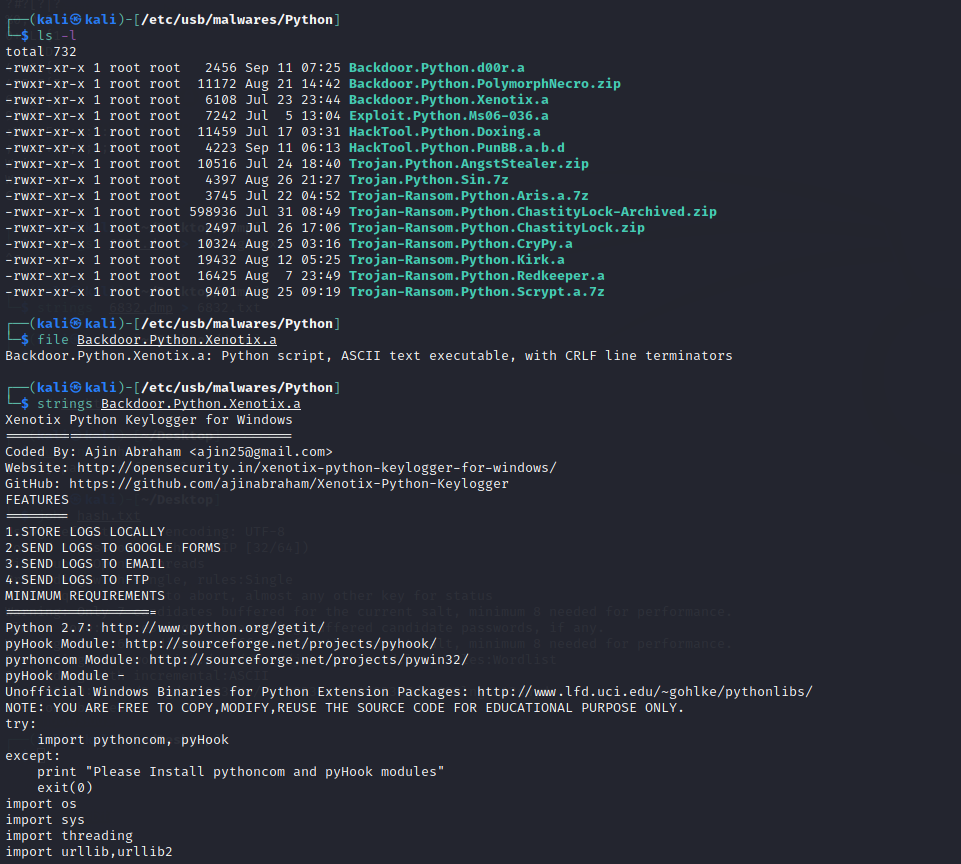 ┌──(kali㉿kali)-[/etc/usb/malwares/Python]
└─$ ls -l
total 732
-rwxr-xr-x 1 root root   2456 Sep 11 07:25 Backdoor.Python.d00r.a
-rwxr-xr-x 1 root root  11172 Aug 21 14:42 Backdoor.Python.PolymorphNecro.zip
-rwxr-xr-x 1 root root   6108 Jul 23 23:44 Backdoor.Python.Xenotix.a
-rwxr-xr-x 1 root root   7242 Jul  5 13:04 Exploit.Python.Ms06-036.a
-rwxr-xr-x 1 root root  11459 Jul 17 03:31 HackTool.Python.Doxing.a
-rwxr-xr-x 1 root root   4223 Sep 11 06:13 HackTool.Python.PunBB.a.b.d
-rwxr-xr-x 1 root root  10516 Jul 24 18:40 Trojan.Python.AngstStealer.zip
-rwxr-xr-x 1 root root   4397 Aug 26 21:27 Trojan.Python.Sin.7z
-rwxr-xr-x 1 root root   3745 Jul 22 04:52 Trojan-Ransom.Python.Aris.a.7z
-rwxr-xr-x 1 root root 598936 Jul 31 08:49 Trojan-Ransom.Python.ChastityLock-Archived.zip
-rwxr-xr-x 1 root root   2497 Jul 26 17:06 Trojan-Ransom.Python.ChastityLock.zip
-rwxr-xr-x 1 root root  10324 Aug 25 03:16 Trojan-Ransom.Python.CryPy.a
-rwxr-xr-x 1 root root  19432 Aug 12 05:25 Trojan-Ransom.Python.Kirk.a
-rwxr-xr-x 1 root root  16425 Aug  7 23:49 Trojan-Ransom.Python.Redkeeper.a
-rwxr-xr-x 1 root root   9401 Aug 25 09:19 Trojan-Ransom.Python.Scrypt.a.7z
┌──(kali㉿kali)-[/etc/usb/malwares/Python]
└─$ file Backdoor.Python.Xenotix.a
Backdoor.Python.Xenotix.a: Python script, ASCII text executable, with CRLF line terminators
┌──(kali㉿kali)-[/etc/usb/malwares/Python]
└─$ strings Backdoor.Python.Xenotix.a
Xenotix Python Keylogger for Windows
====================================
Coded By: Ajin Abraham <ajin25@gmail.com>
Website: http://opensecurity.in/xenotix-python-keylogger-for-windows/
GitHub: https://github.com/ajinabraham/Xenotix-Python-Keylogger
FEATURES
========
1.STORE LOGS LOCALLY
2.SEND LOGS TO GOOGLE FORMS
3.SEND LOGS TO EMAIL
4.SEND LOGS TO FTP
MINIMUM REQUIREMENTS
===================
Python 2.7: http://www.python.org/getit/
pyHook Module: http://sourceforge.net/projects/pyhook/
pyrhoncom Module: http://sourceforge.net/projects/pywin32/
pyHook Module -
Unofficial Windows Binaries for Python Extension Packages: http://www.lfd.uci.edu/~gohlke/pythonlibs/
NOTE: YOU ARE FREE TO COPY,MODIFY,REUSE THE SOURCE CODE FOR EDUCATIONAL PURPOSE ONLY.
try:
    import pythoncom, pyHook
except:
    print "Please Install pythoncom and pyHook modules"
    exit(0)
import os
import sys
import threading
import urllib,urllib2